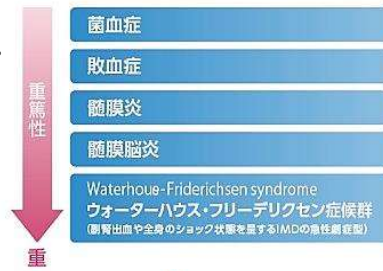 重篤性
菌血症
敗血症
髄膜炎
髄膜脳炎
Waterhoue-Friderichsen syndrome
ウォーターハウス・フリーデリクセン症候群
(副腎出血や全身のショック状態を呈するIMDの急性劇症型)
重